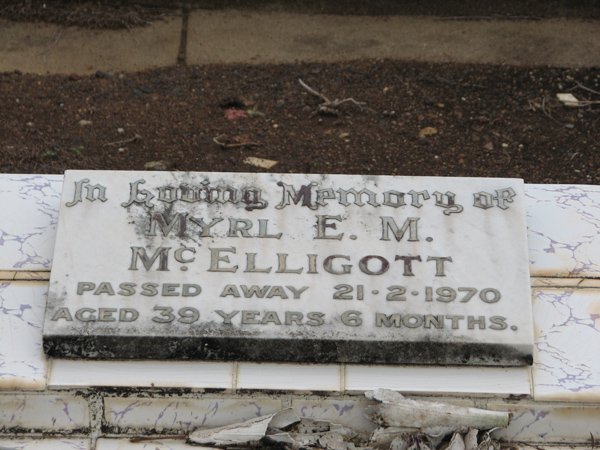 In Loving Memory of
MYRL E. M.
McELLIGOTT
PASSED AWAY 21·2·1970
AGED 39 YEARS 6 MONTHS.